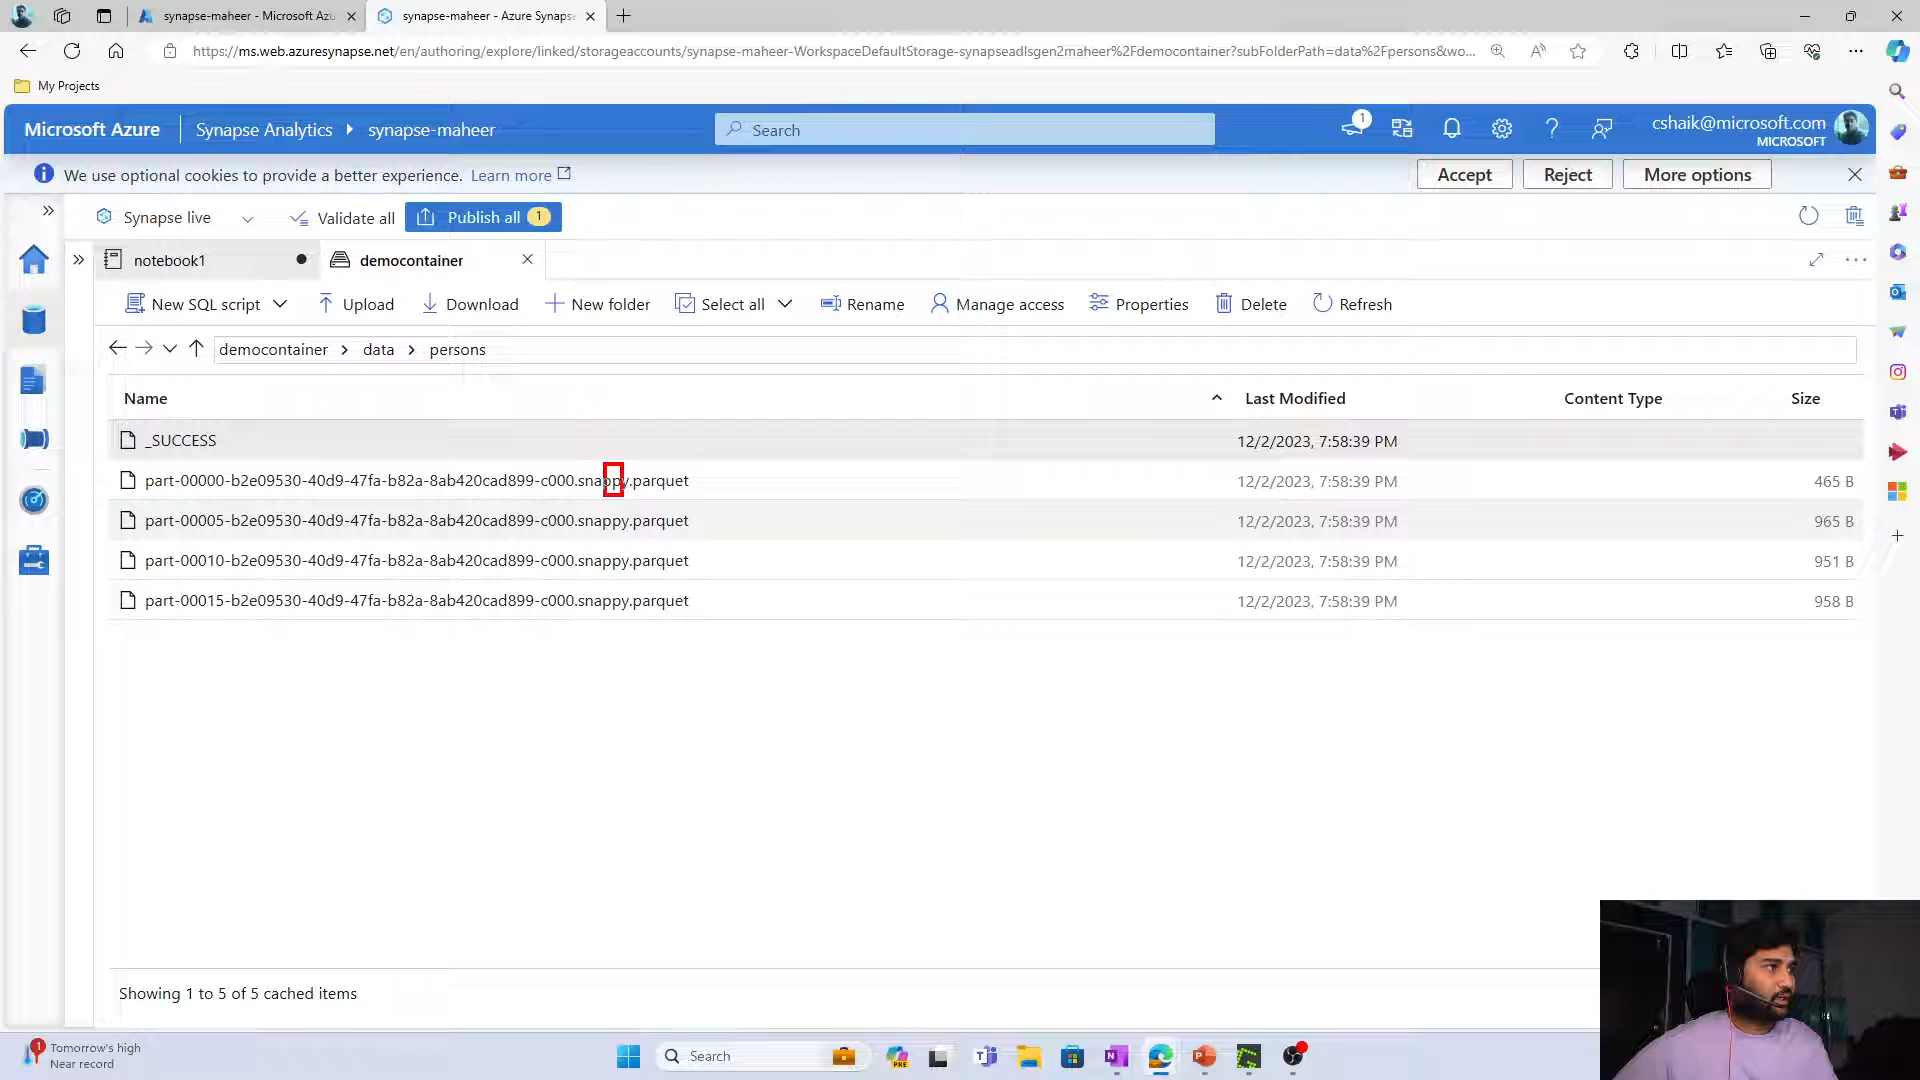 synapse-maheer - Microsoft Azu
synapse-maheer - Azure Synapse
https://ms.web.azuresynapse.net/en/authoring/explore/linked/storageaccounts/synapse-maheer-WorkspaceDefaultStorage-synapseadlsgen2maheer%2Fdemocontainer?subFolderPath=data%2Fpersons&wo...
My Projects
Microsoft Azure
Synapse Analytics
synapse-maheer
Search
1
cshaik@microsoft.com
MICROSOFT
We use optional cookies to provide a better experience. Learn more
Accept
Reject
More options
Synapse live
Validate all
Publish all 1
notebook1
democontainer
New SQL script
Upload
Download
New folder
Select all
Rename
Manage access
Properties
Delete
Refresh
democontainer > data > persons
Name
Last Modified
Content Type
Size
_SUCCESS
12/2/2023, 7:58:39 PM
part-00000-b2e09530-40d9-47fa-b82a-8ab420cad899-c000.snappy.parquet
12/2/2023, 7:58:39 PM
465 B
part-00005-b2e09530-40d9-47fa-b82a-8ab420cad899-c000.snappy.parquet
12/2/2023, 7:58:39 PM
965 B
part-00010-b2e09530-40d9-47fa-b82a-8ab420cad899-c000.snappy.parquet
12/2/2023, 7:58:39 PM
951 B
part-00015-b2e09530-40d9-47fa-b82a-8ab420cad899-c000.snappy.parquet
12/2/2023, 7:58:39 PM
958 B
Showing 1 to 5 of 5 cached items
1
Tomorrow's high
Near record
Search
PRE